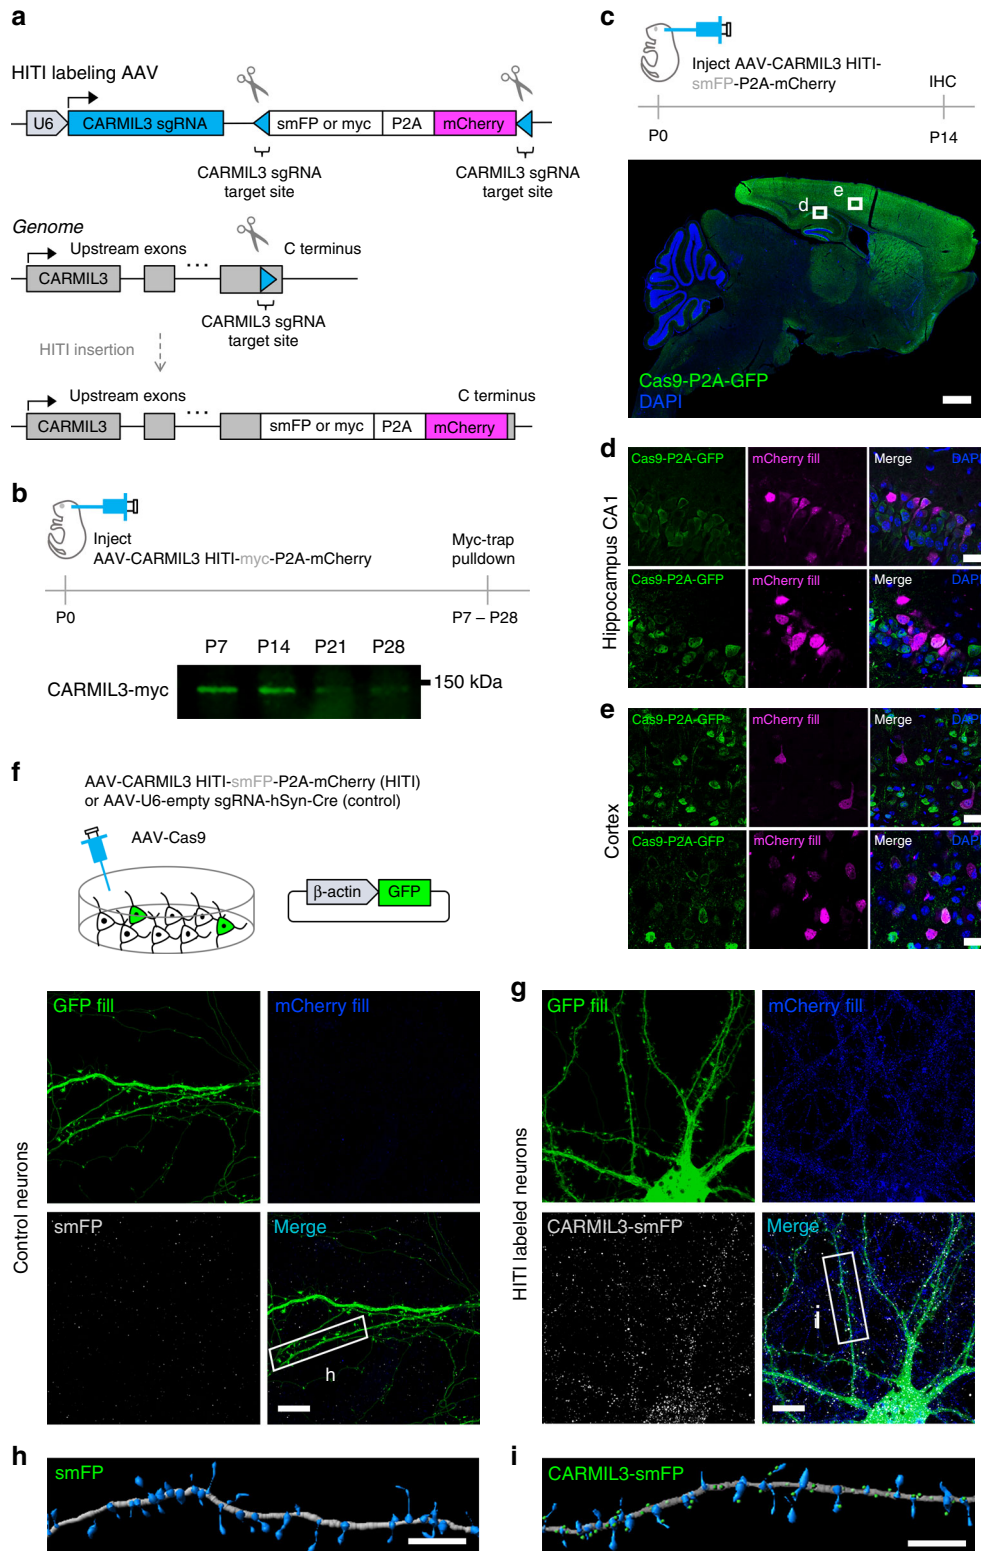 a
HITI labeling AAV
U6
CARMIL3 sgRNA
smFP or myc
P2A
mCherry
CARMIL3 sgRNA
target site
CARMIL3 sgRNA
target site
Genome
Upstream exons
C terminus
CARMIL3
...
CARMIL3 sgRNA
target site
HITI insertion
Upstream exons
C terminus
CARMIL3
...
smFP or myc
P2A
mCherry
b
Inject
AAV-CARMIL3 HITI-myc-P2A-mCherry
Myc-trap
pulldown
P0
P7 – P28
P7 P14 P21 P28
CARMIL3-myc
150 kDa
c
Inject AAV-CARMIL3 HITI-
smFP-P2A-mCherry
IHC
P0
P14
d
e
Cas9-P2A-GFP
DAPI
d
Hippocampus CA1
Cas9-P2A-GFP
mCherry fill
Merge
DAPI
Cas9-P2A-GFP
mCherry fill
Merge
DAPI
e
Cortex
Cas9-P2A-GFP
mCherry fill
Merge
DAPI
Cas9-P2A-GFP
mCherry fill
Merge
DAPI
f
AAV-CARMIL3 HITI-smFP-P2A-mCherry (HITI)
or AAV-U6-empty sgRNA-hSyn-Cre (control)
AAV-Cas9
β-actin
GFP
Control neurons
GFP fill
mCherry fill
smFP
Merge
h
g
HITI labeled neurons
GFP fill
mCherry fill
CARMIL3-smFP
Merge
i
h
smFP
i
CARMIL3-smFP